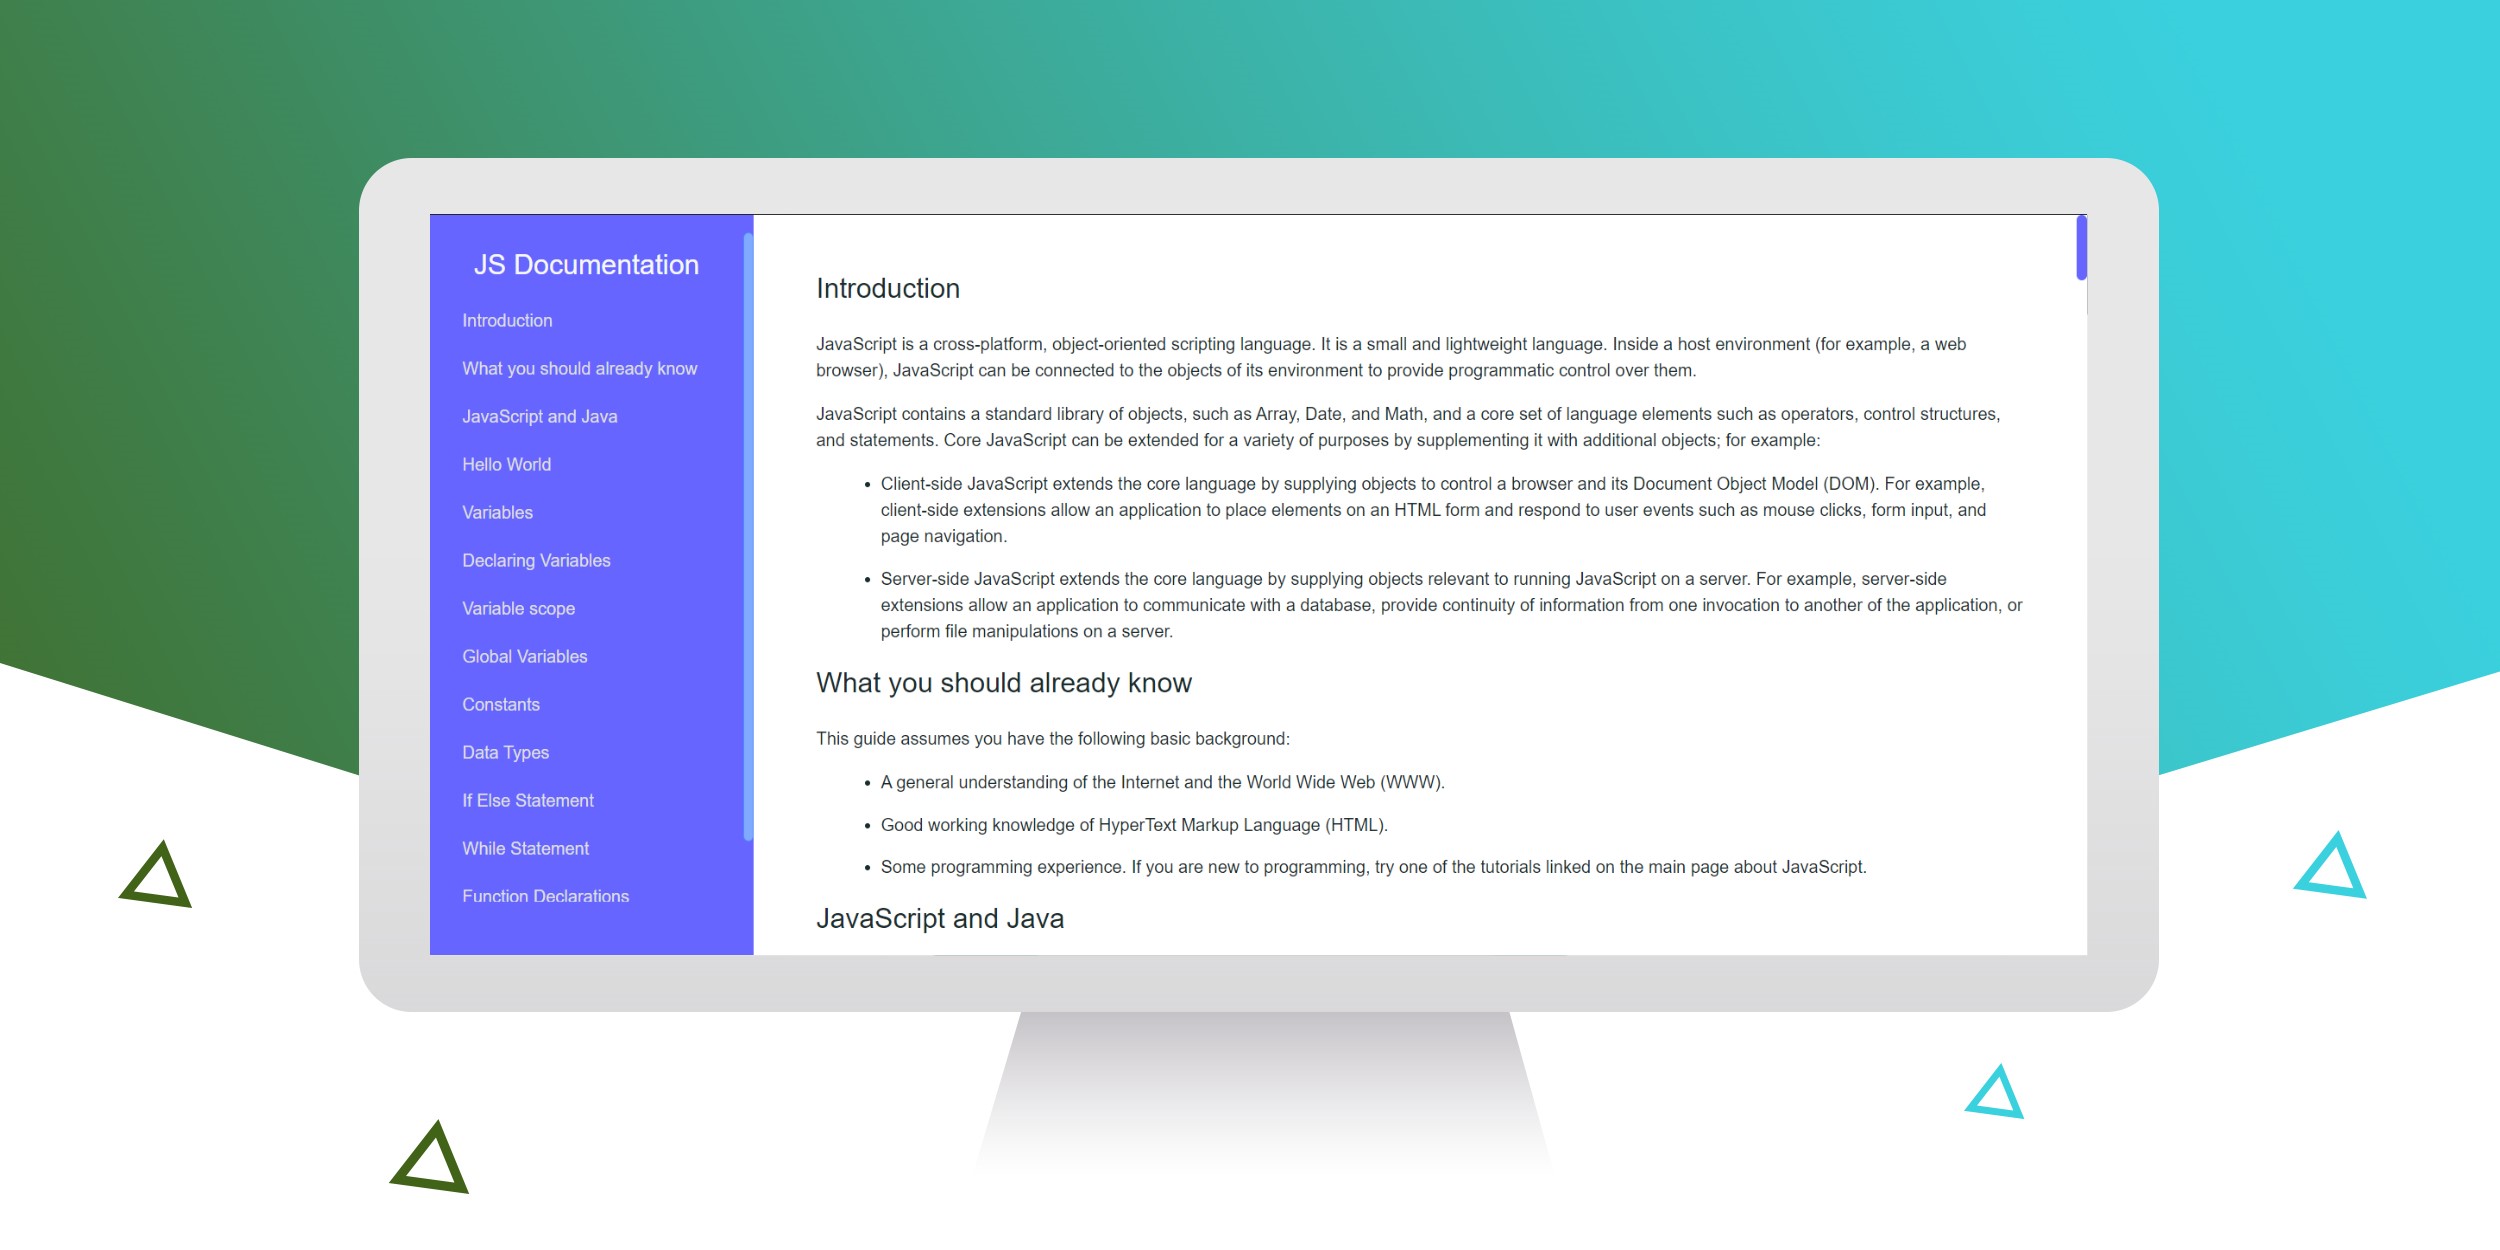 JS Documentation
Introduction
What you should already know
JavaScript and Java
Hello World
Variables
Declaring Variables
Variable scope
Global Variables
Constants
Data Types
If Else Statement
While Statement
Function Declarations
Introduction
JavaScript is a cross-platform, object-oriented scripting language. It is a small and lightweight language. Inside a host environment (for example, a web
browser), JavaScript can be connected to the objects of its environment to provide programmatic control over them.
JavaScript contains a standard library of objects, such as Array, Date, and Math, and a core set of language elements such as operators, control structures,
and statements. Core JavaScript can be extended for a variety of purposes by supplementing it with additional objects; for example:
• Client-side JavaScript extends the core language by supplying objects to control a browser and its Document Object Model (DOM). For example,
client-side extensions allow an application to place elements on an HTML form and respond to user events such as mouse clicks, form input, and
page navigation.
• Server-side JavaScript extends the core language by supplying objects relevant to running JavaScript on a server. For example, server-side
extensions allow an application to communicate with a database, provide continuity of information from one invocation to another of the application, or
perform file manipulations on a server.
What you should already know
This guide assumes you have the following basic background:
• A general understanding of the Internet and the World Wide Web (WWW).
• Good working knowledge of HyperText Markup Language (HTML).
• Some programming experience. If you are new to programming, try one of the tutorials linked on the main page about JavaScript.
JavaScript and Java